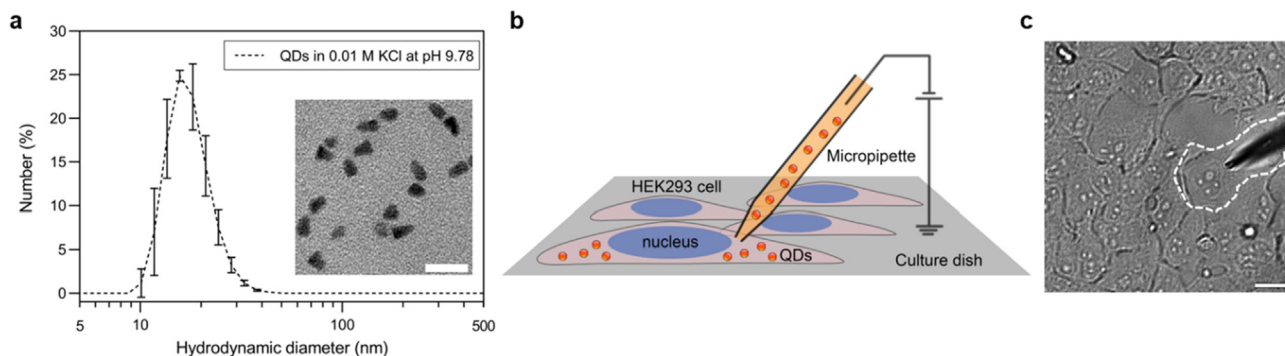 a
30
25
20
15
10
5
0
Number (%)
QDs in 0.01 M KCl at pH 9.78
5
10
100
500
Hydrodynamic diameter (nm)
b
Micropipette
HEK293 cell
nucleus
QDs
Culture dish
c